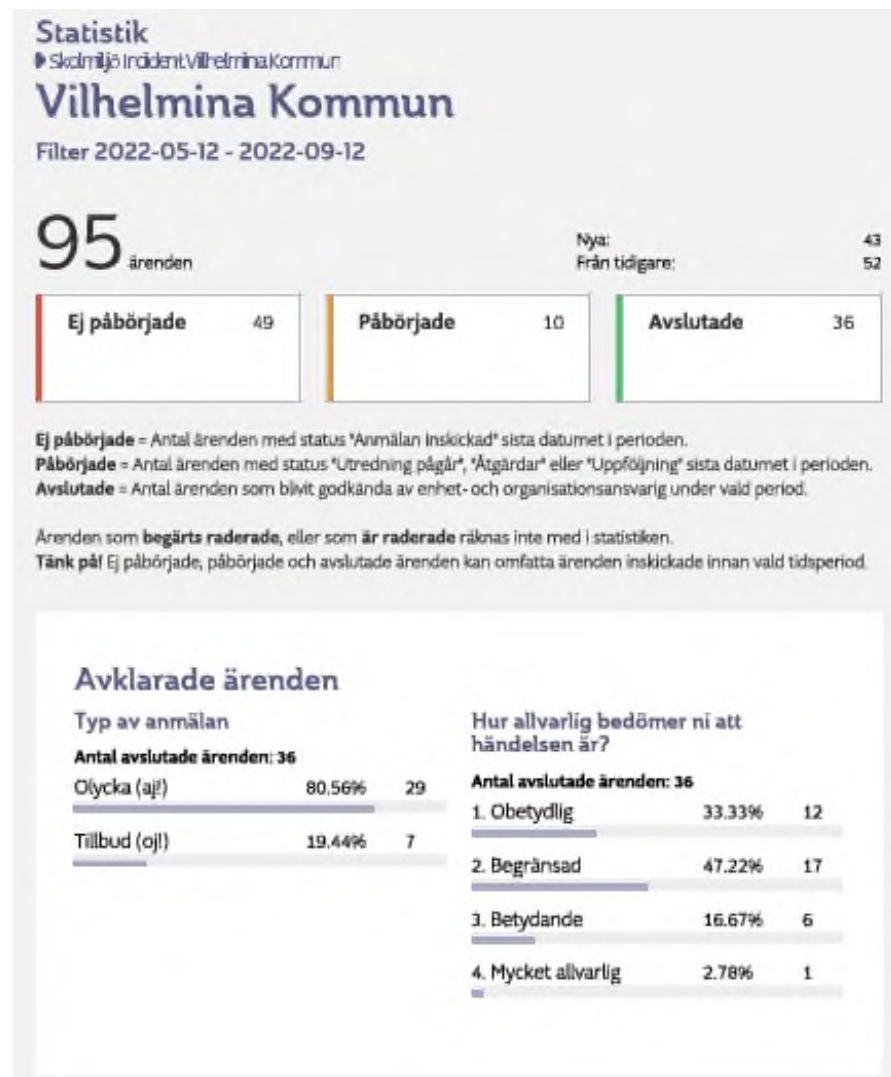 Statistik
Skolmiljö Incident Vilhelmina Kommun
Vilhelmina Kommun
Filter 2022-05-12 - 2022-09-12
95 ärenden
Nya: 43
Från tidigare: 52
Ej påbörjade 49
Påbörjade 10
Avslutade 36
Ej påbörjade = Antal ärenden med status "Anmälan inskickad" sista datumet i perioden.
Påbörjade = Antal ärenden med status "Utredning pågår", "Åtgärdar" eller "Uppföljning" sista datumet i perioden.
Avslutade = Antal ärenden som blivit godkända av enhet- och organisationsansvarig under vald period.
Ärenden som begärts raderade, eller som är raderade räknas inte med i statistiken.
Tänk på! Ej påbörjade, påbörjade och avslutade ärenden kan omfatta ärenden inskickade innan vald tidsperiod.
Avklarade ärenden
Typ av anmälan
Antal avslutade ärenden: 36
Olycka (aj!) 80,56% 29
Tillbud (oj!) 19,44% 7
Hur allvarlig bedömer ni att
händelsen är?
Antal avslutade ärenden: 36
1. Obetydlig 33.33% 12
2. Begränsad 47.22% 17
3. Betydande 16.67% 6
4. Mycket allvarlig 2.78% 1